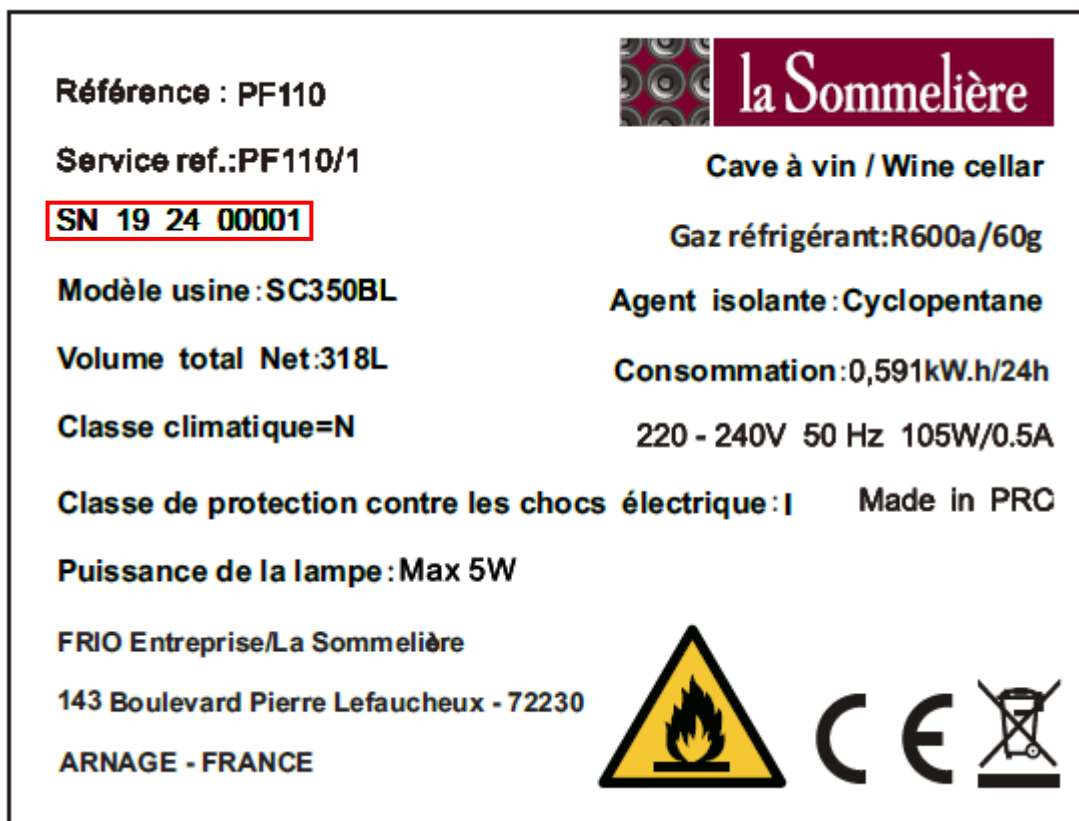 la Sommelière
Référence : PF110
Service ref.:PF110/1
Cave à vin / Wine cellar
SN 19 24 00001
Gaz réfrigérant:R600a/60g
Modèle usine:SC350BL
Agent isolante:Cyclopentane
Volume total Net:318L
Consommation:0,591kW.h/24h
Classe climatique=N
220 - 240V 50 Hz 105W/0.5A
Classe de protection contre les chocs électrique:I
Made in PRC
Puissance de la lampe:Max 5W
FRIO Entreprise/La Sommelière
143 Boulevard Pierre Lefaucheux - 72230
ARNAGE - FRANCE
CE